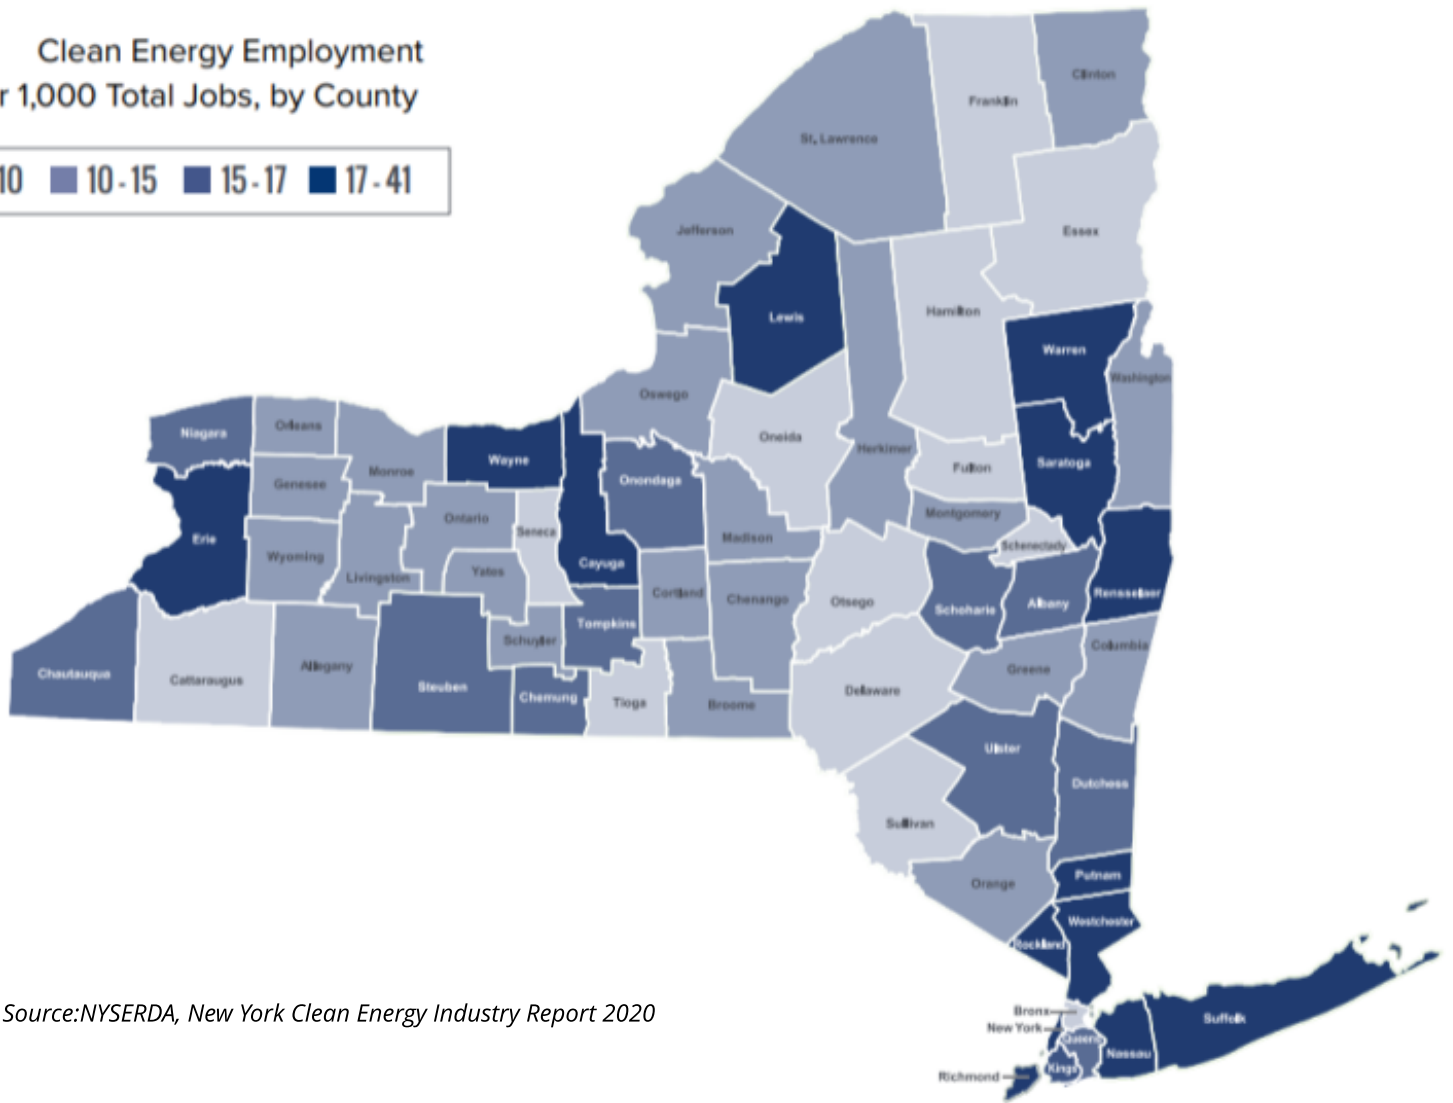 Clean Energy Employment
r 1,000 Total Jobs, by County
10 10 - 15 15 - 17 17 - 41
Clinton
Franklin
St. Lawrence
Jefferson
Essex
Hamilton
Lewis
Warren
Washington
Oswego
Orleans
Niagara
Oneida
Herkimer
Wayne
Saratoga
Fulton
Monroe
Onondaga
Genesee
Montgomery
Ontario
Seneca
Madison
Erie
Schenectady
Wyoming
Cayuga
Yates
Livingston
Cortland
Rensselaer
Chenango
Otsego
Albany
Schoharie
Tompkins
Schuyler
Columbia
Allegany
Greene
Chautauqua
Cattaraugus
Steuben
Delaware
Chemung
Tioga
Broome
Ulster
Dutchess
Sullivan
Putnam
Orange
Westchester
Rockland
Bronx
Source:NYSERDA, New York Clean Energy Industry Report 2020
Suffolk
New York
Queens
Nassau
Kings
Richmond